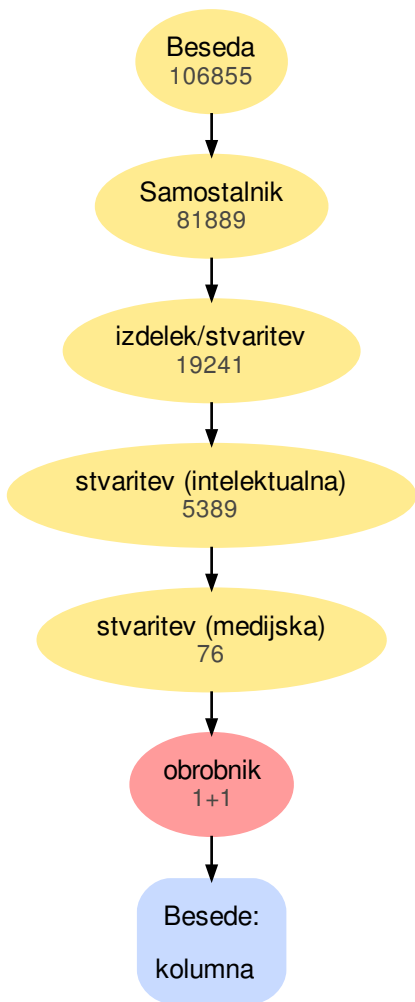 Beseda
106855
Samostalnik
81889
izdelek/stvaritev
19241
stvaritev (intelektualna)
5389
stvaritev (medijska)
76
obrobnik
1+1
Besede:
kolumna